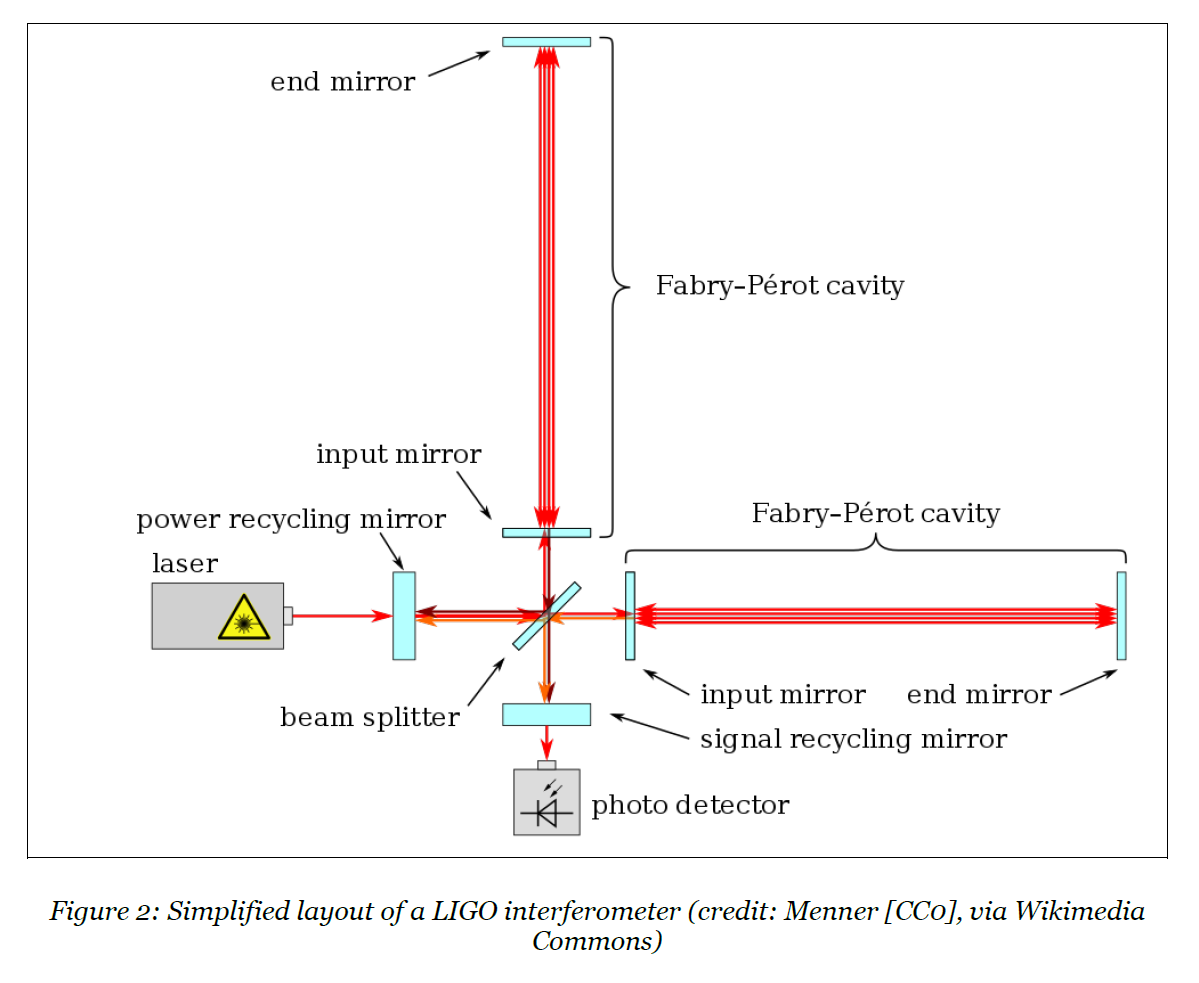 end mirror
Fabry–Pérot cavity
input mirror
power recycling mirror
Fabry–Pérot cavity
laser
input mirror
end mirror
beam splitter
signal recycling mirror
photo detector
Figure 2: Simplified layout of a LIGO interferometer (credit: Menner [CC0], via Wikimedia
Commons)